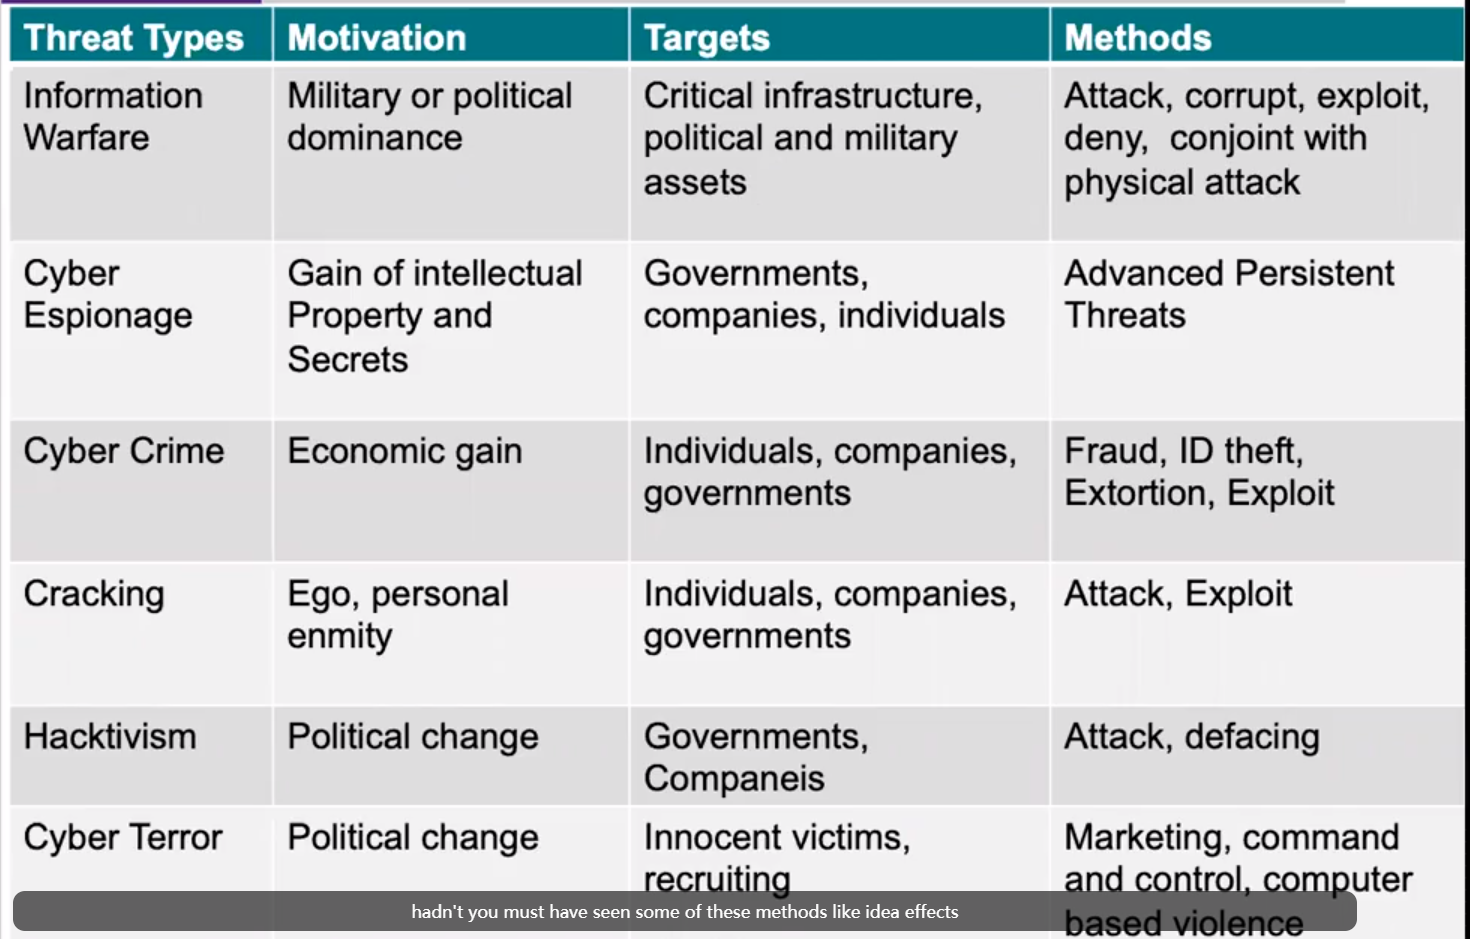 Threat Types
Motivation
Targets
Methods
Information
Warfare
Military or political
dominance
Critical infrastructure,
political and military
assets
Attack, corrupt, exploit,
deny,  conjoint with
physical attack
Cyber
Espionage
Gain of intellectual
Property and
Secrets
Governments,
companies, individuals
Advanced Persistent
Threats
Cyber Crime
Economic gain
Individuals, companies,
governments
Fraud, ID theft,
Extortion, Exploit
Cracking
Ego, personal
enmity
Individuals, companies,
governments
Attack, Exploit
Hacktivism
Political change
Governments,
Companeis
Attack, defacing
Cyber Terror
Political change
Innocent victims,
recruiting
Marketing, command
and control, computer
based violence
hadn't you must have seen some of these methods like idea effects